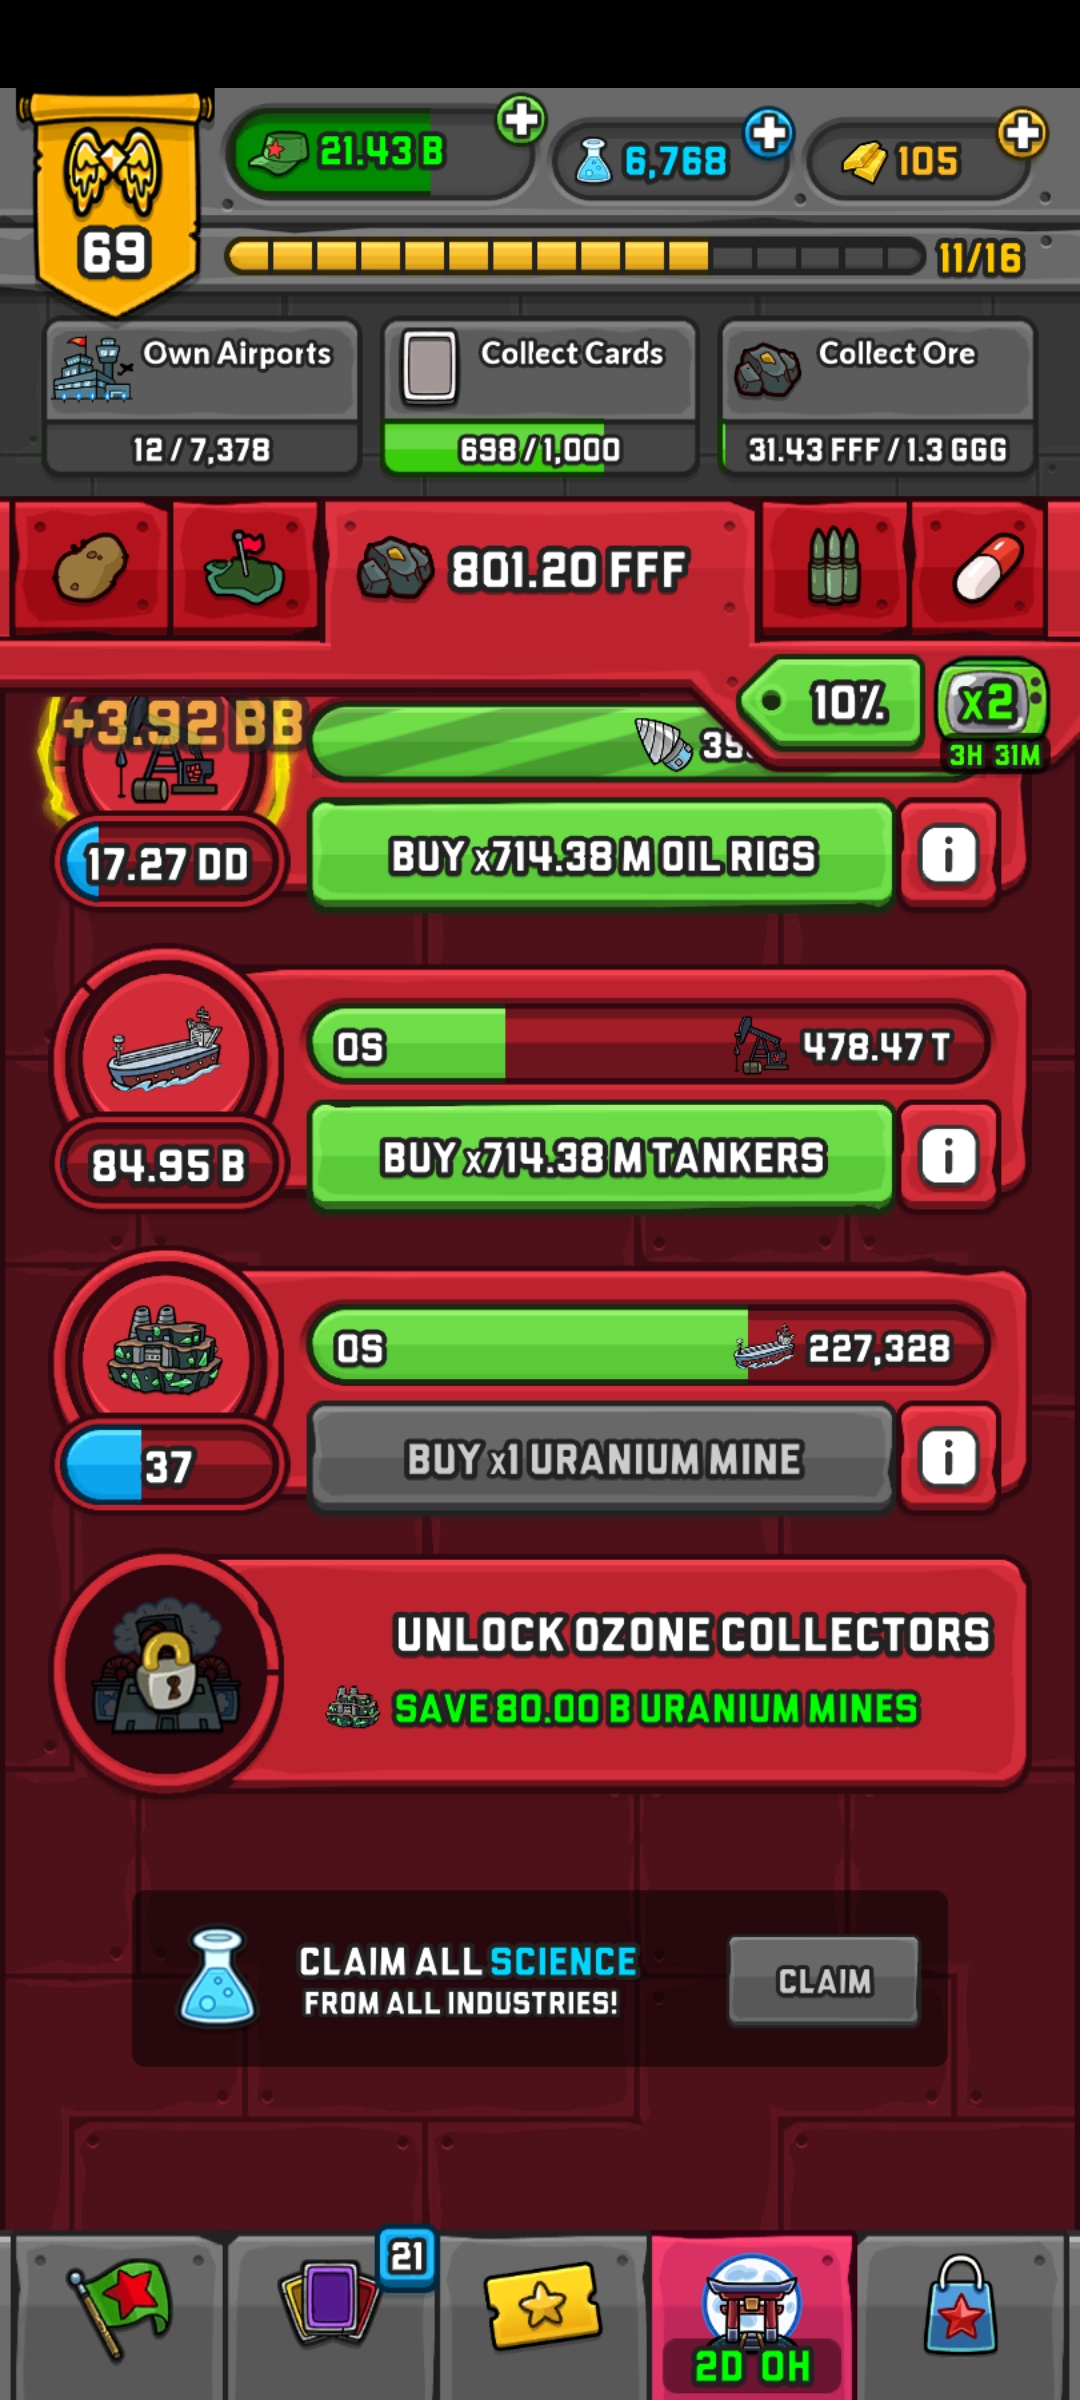 69
21.43 B
6,768
105
11/16
Own Airports
12 / 7,378
Collect Cards
698 / 1,000
Collect Ore
31.43 FFF / 1.3 GGG
801.20 FFF
10%
x2
3H 31M
+3.92 BB
17.27 DD
BUY x714.38 M OIL RIGS
i
0S
478.47 T
84.95 B
BUY x714.38 M TANKERS
i
0S
227,328
37
BUY x1 URANIUM MINE
i
UNLOCK OZONE COLLECTORS
SAVE 80.00 B URANIUM MINES
CLAIM ALL SCIENCE
FROM ALL INDUSTRIES!
CLAIM
21
2D 0H